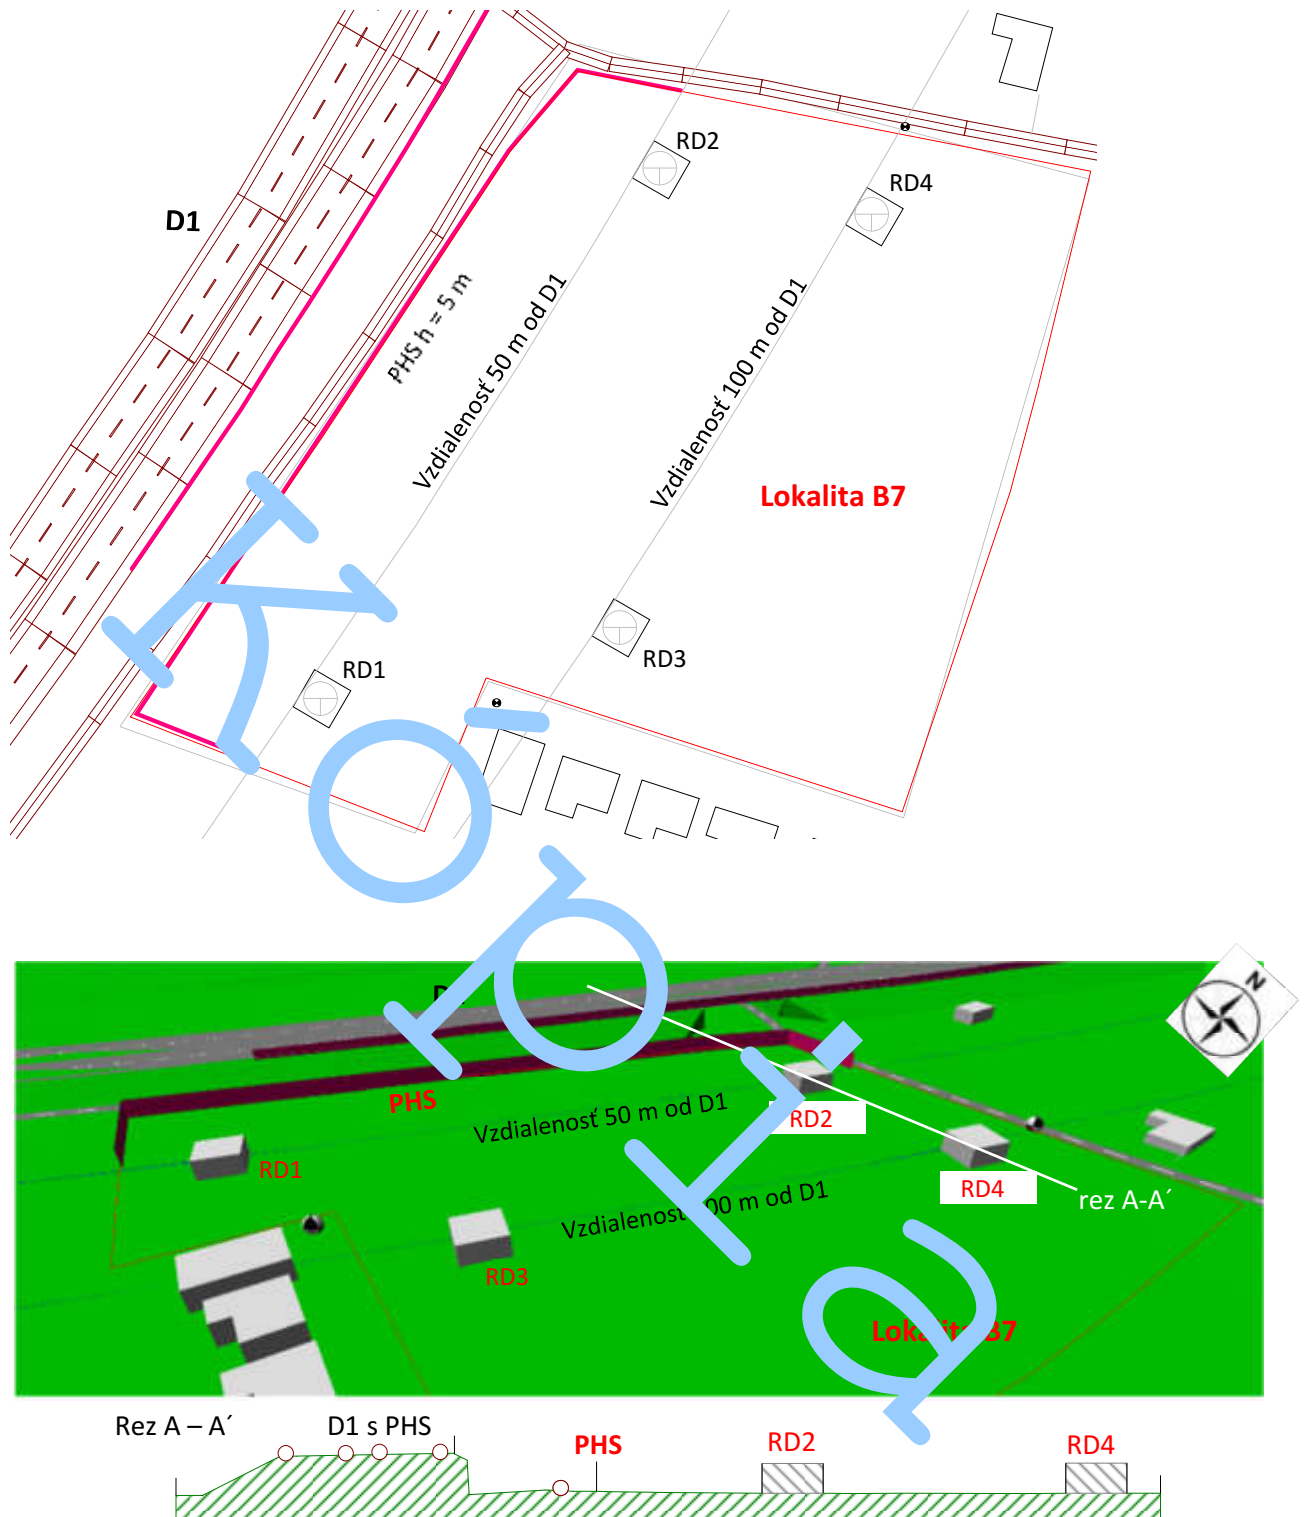 RD2
RD4
D1
PHS h = 5 m
Vzdialenosť 50 m od D1
Vzdialenosť 100 m od D1
Lokalita B7
RD3
RD1
Kópia
N
PHS
Vzdialenosť 50 m od D1
RD2
RD1
RD4
rez A-A´
RD3
Rez A – A´
D1 s PHS
PHS
RD2
RD4